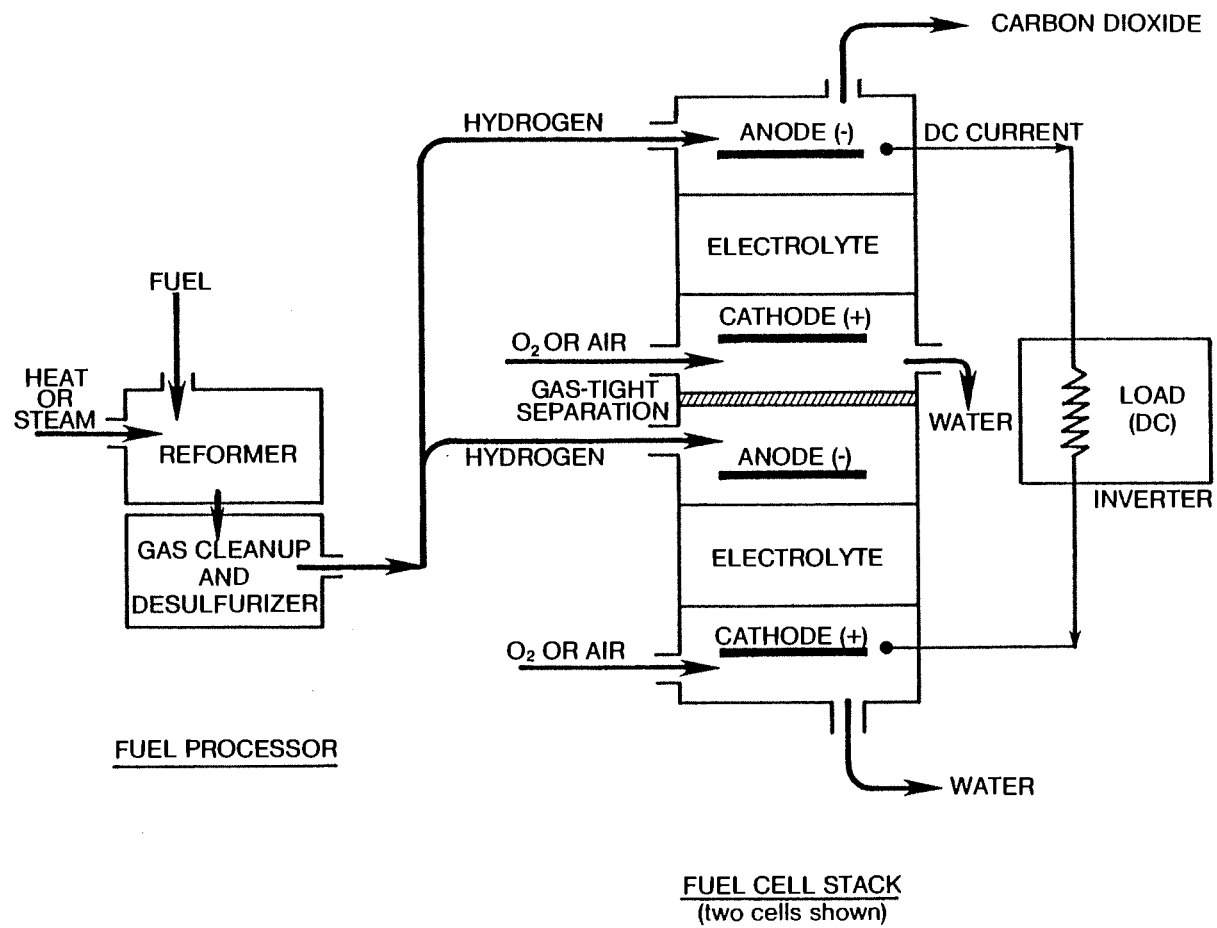 CARBON DIOXIDE
HYDROGEN
ANODE (-)
DC CURRENT
ELECTROLYTE
FUEL
CATHODE (+)
O₂ OR AIR
HEAT
OR
STEAM
GAS-TIGHT
SEPARATION
WATER
LOAD
(DC)
REFORMER
HYDROGEN
ANODE (-)
INVERTER
GAS CLEANUP
AND
DESULFURIZER
ELECTROLYTE
CATHODE (+)
O₂ OR AIR
FUEL PROCESSOR
WATER
FUEL CELL STACK
(two cells shown)